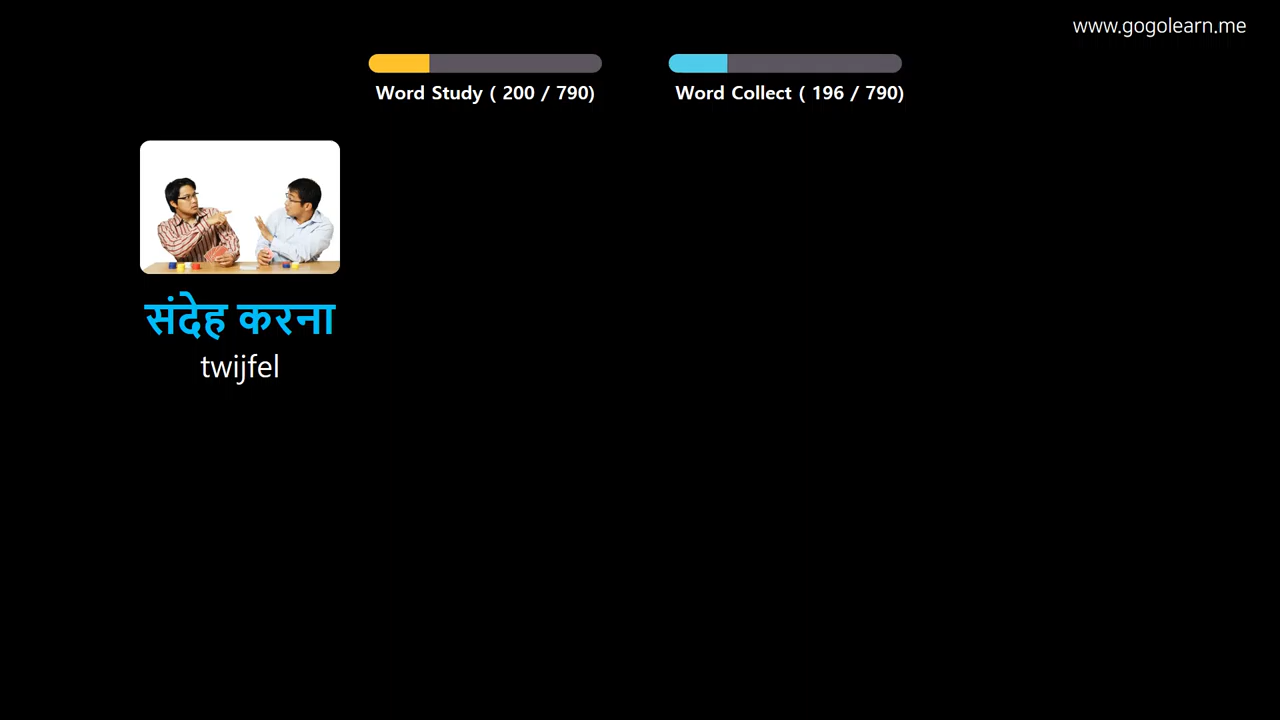 www.gogolearn.me
Word Study ( 200 / 790)
Word Collect ( 196 / 790)
संदेह करना
twijfel